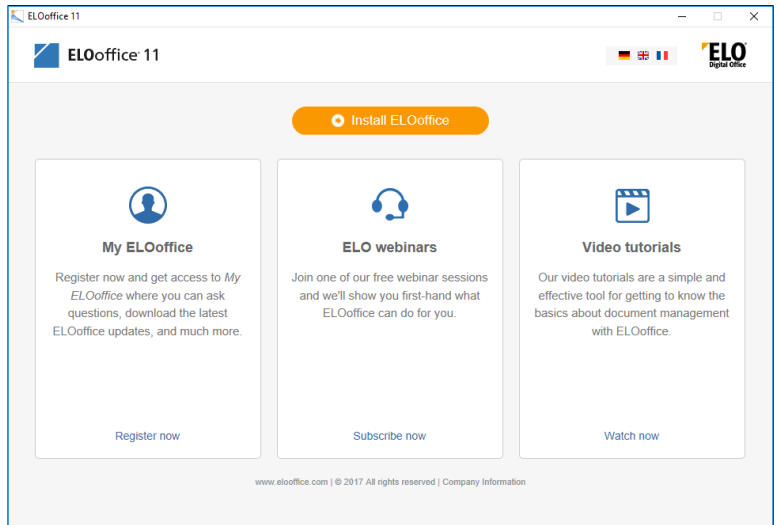 ELOoffice 11
ELOoffice® 11
ELO®
Digital Office
Install ELOoffice
My ELOoffice
Register now and get access to My
ELOoffice where you can ask
questions, download the latest
ELOoffice updates, and much more.
Register now
ELO webinars
Join one of our free webinar sessions
and we'll show you first-hand what
ELOoffice can do for you.
Subscribe now
Video tutorials
Our video tutorials are a simple and
effective tool for getting to know the
basics about document management
with ELOoffice.
Watch now
www.elooffice.com | © 2017 All rights reserved | Company Information